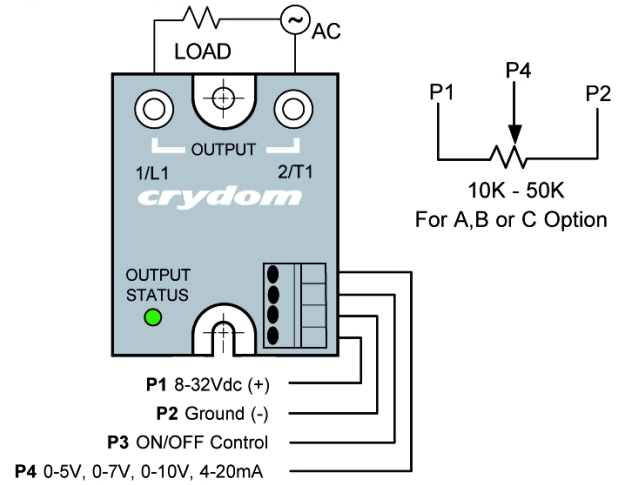 AC
LOAD
OUTPUT
1/L1
2/T1
crydom
OUTPUT
STATUS
P1 8-32Vdc (+)
P2 Ground (-)
P3 ON/OFF Control
P4 0-5V, 0-7V, 0-10V, 4-20mA
P4
P1
P2
10K - 50K
For A,B or C Option